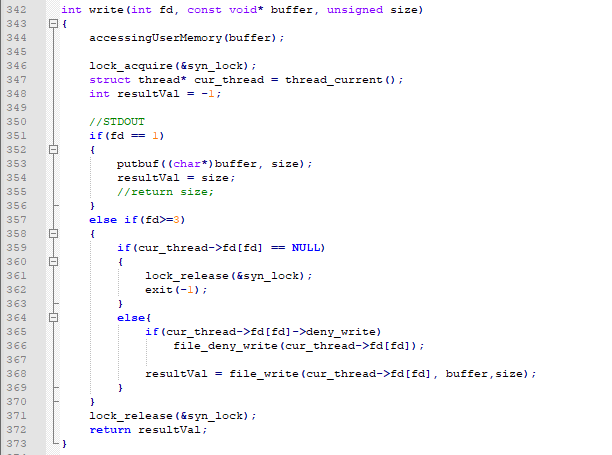 342 int write(int fd, const void* buffer, unsigned size)
343 {
344     accessingUserMemory(buffer);
345
346     lock_acquire(&syn_lock);
347     struct thread* cur_thread = thread_current();
348     int resultVal = -1;
349
350     //STDOUT
351     if(fd == 1)
352     {
353         putbuf((char*)buffer, size);
354         resultVal = size;
355         //return size;
356     }
357     else if(fd>=3)
358     {
359         if(cur_thread->fd[fd] == NULL)
360         {
361             lock_release(&syn_lock);
362             exit(-1);
363         }
364         else{
365             if(cur_thread->fd[fd]->deny_write)
366                 file_deny_write(cur_thread->fd[fd]);
367
368             resultVal = file_write(cur_thread->fd[fd], buffer,size);
369         }
370     }
371     lock_release(&syn_lock);
372     return resultVal;
373 }